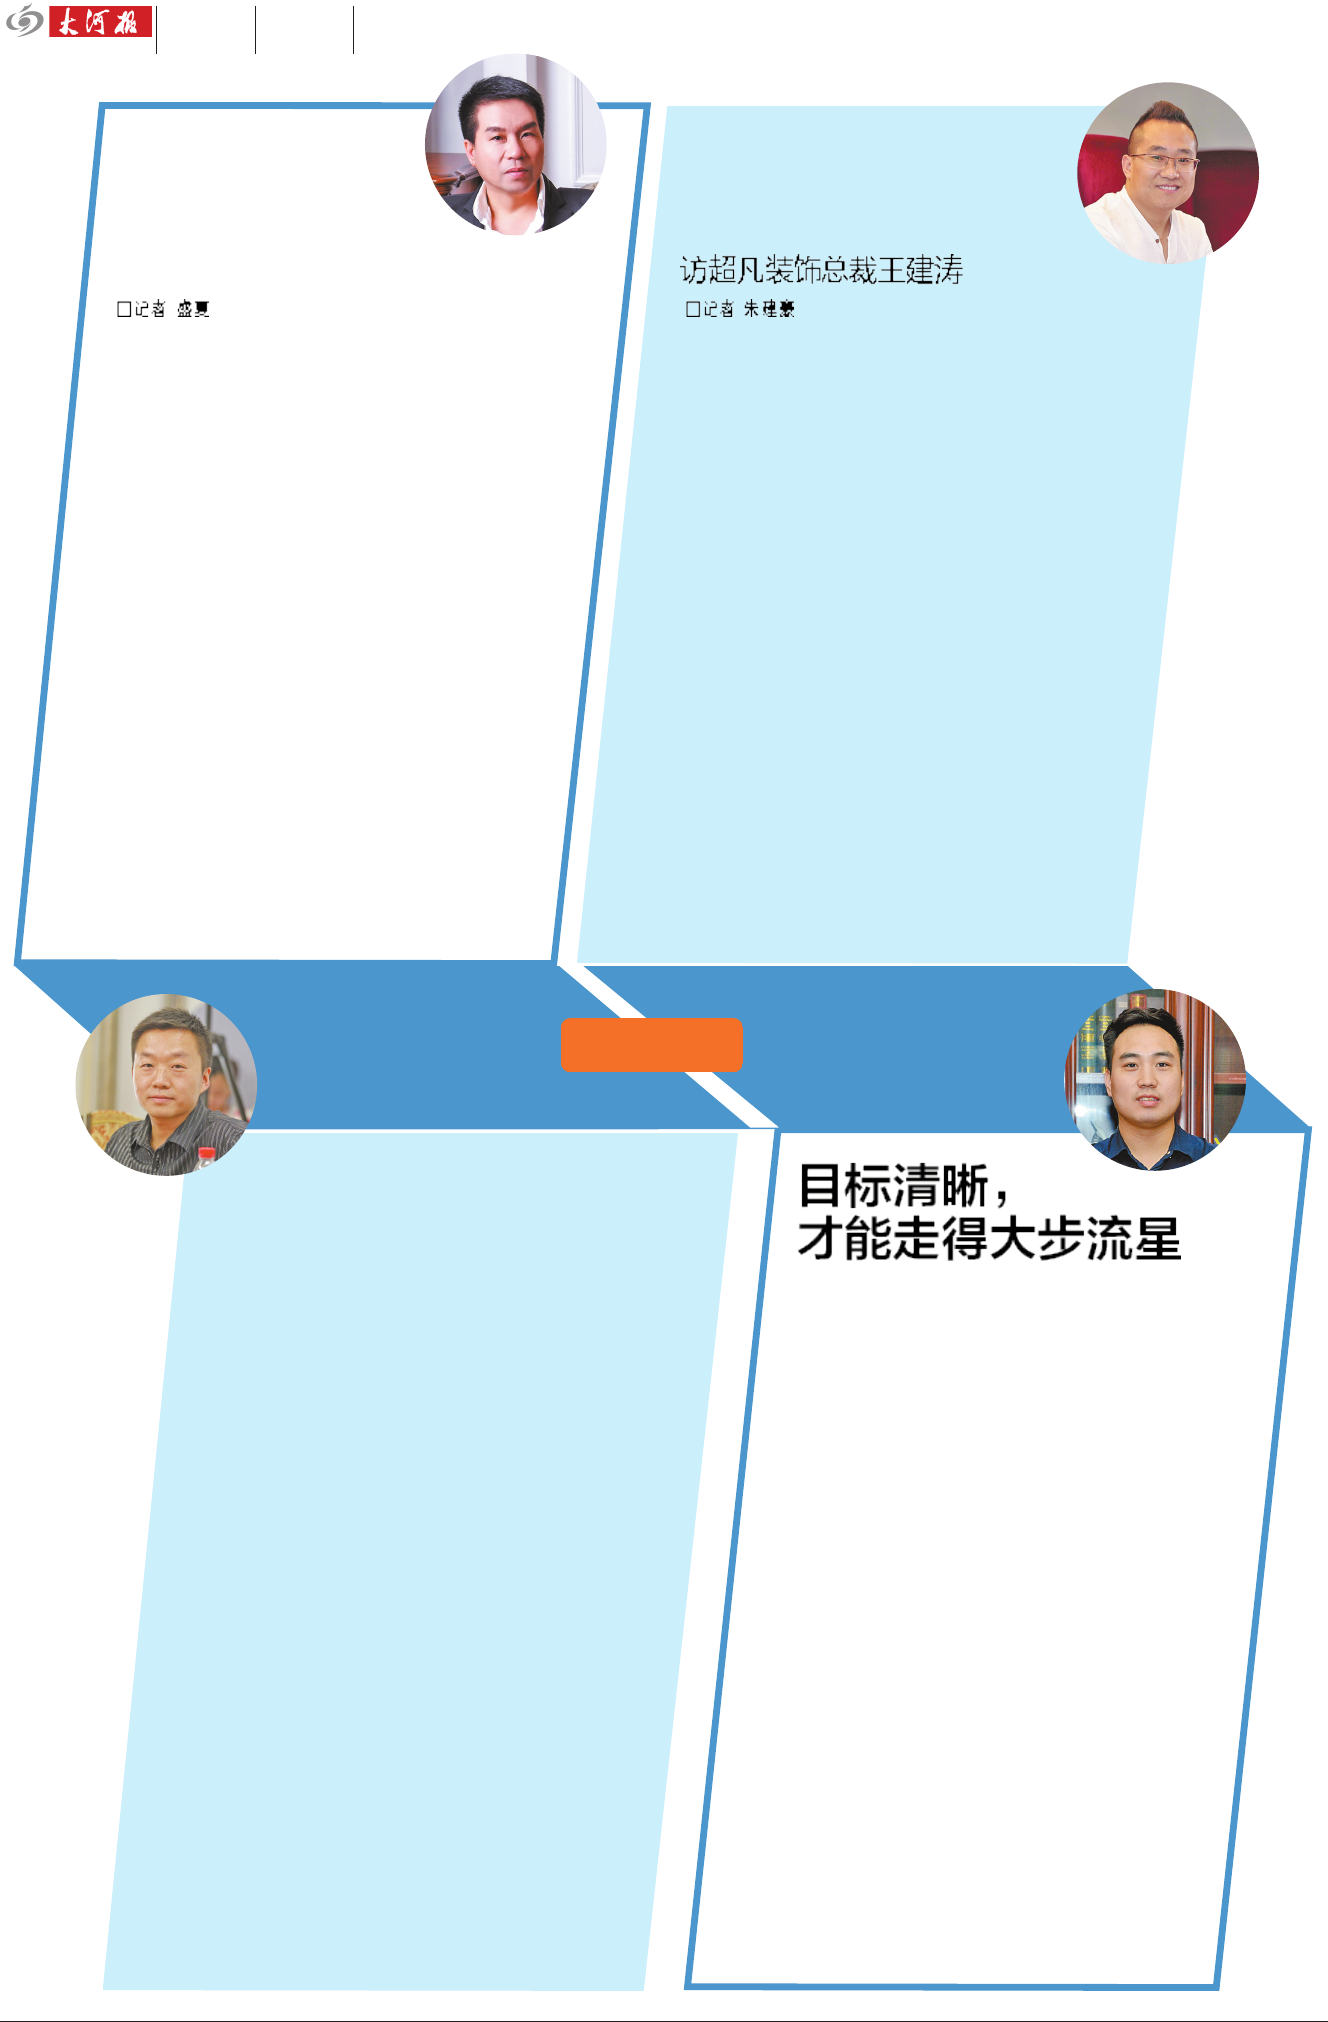 大河报
□记者 盛夏
访超凡装饰总裁王建涛
□记者 朱建豪
目标清晰，
才能走得大步流星